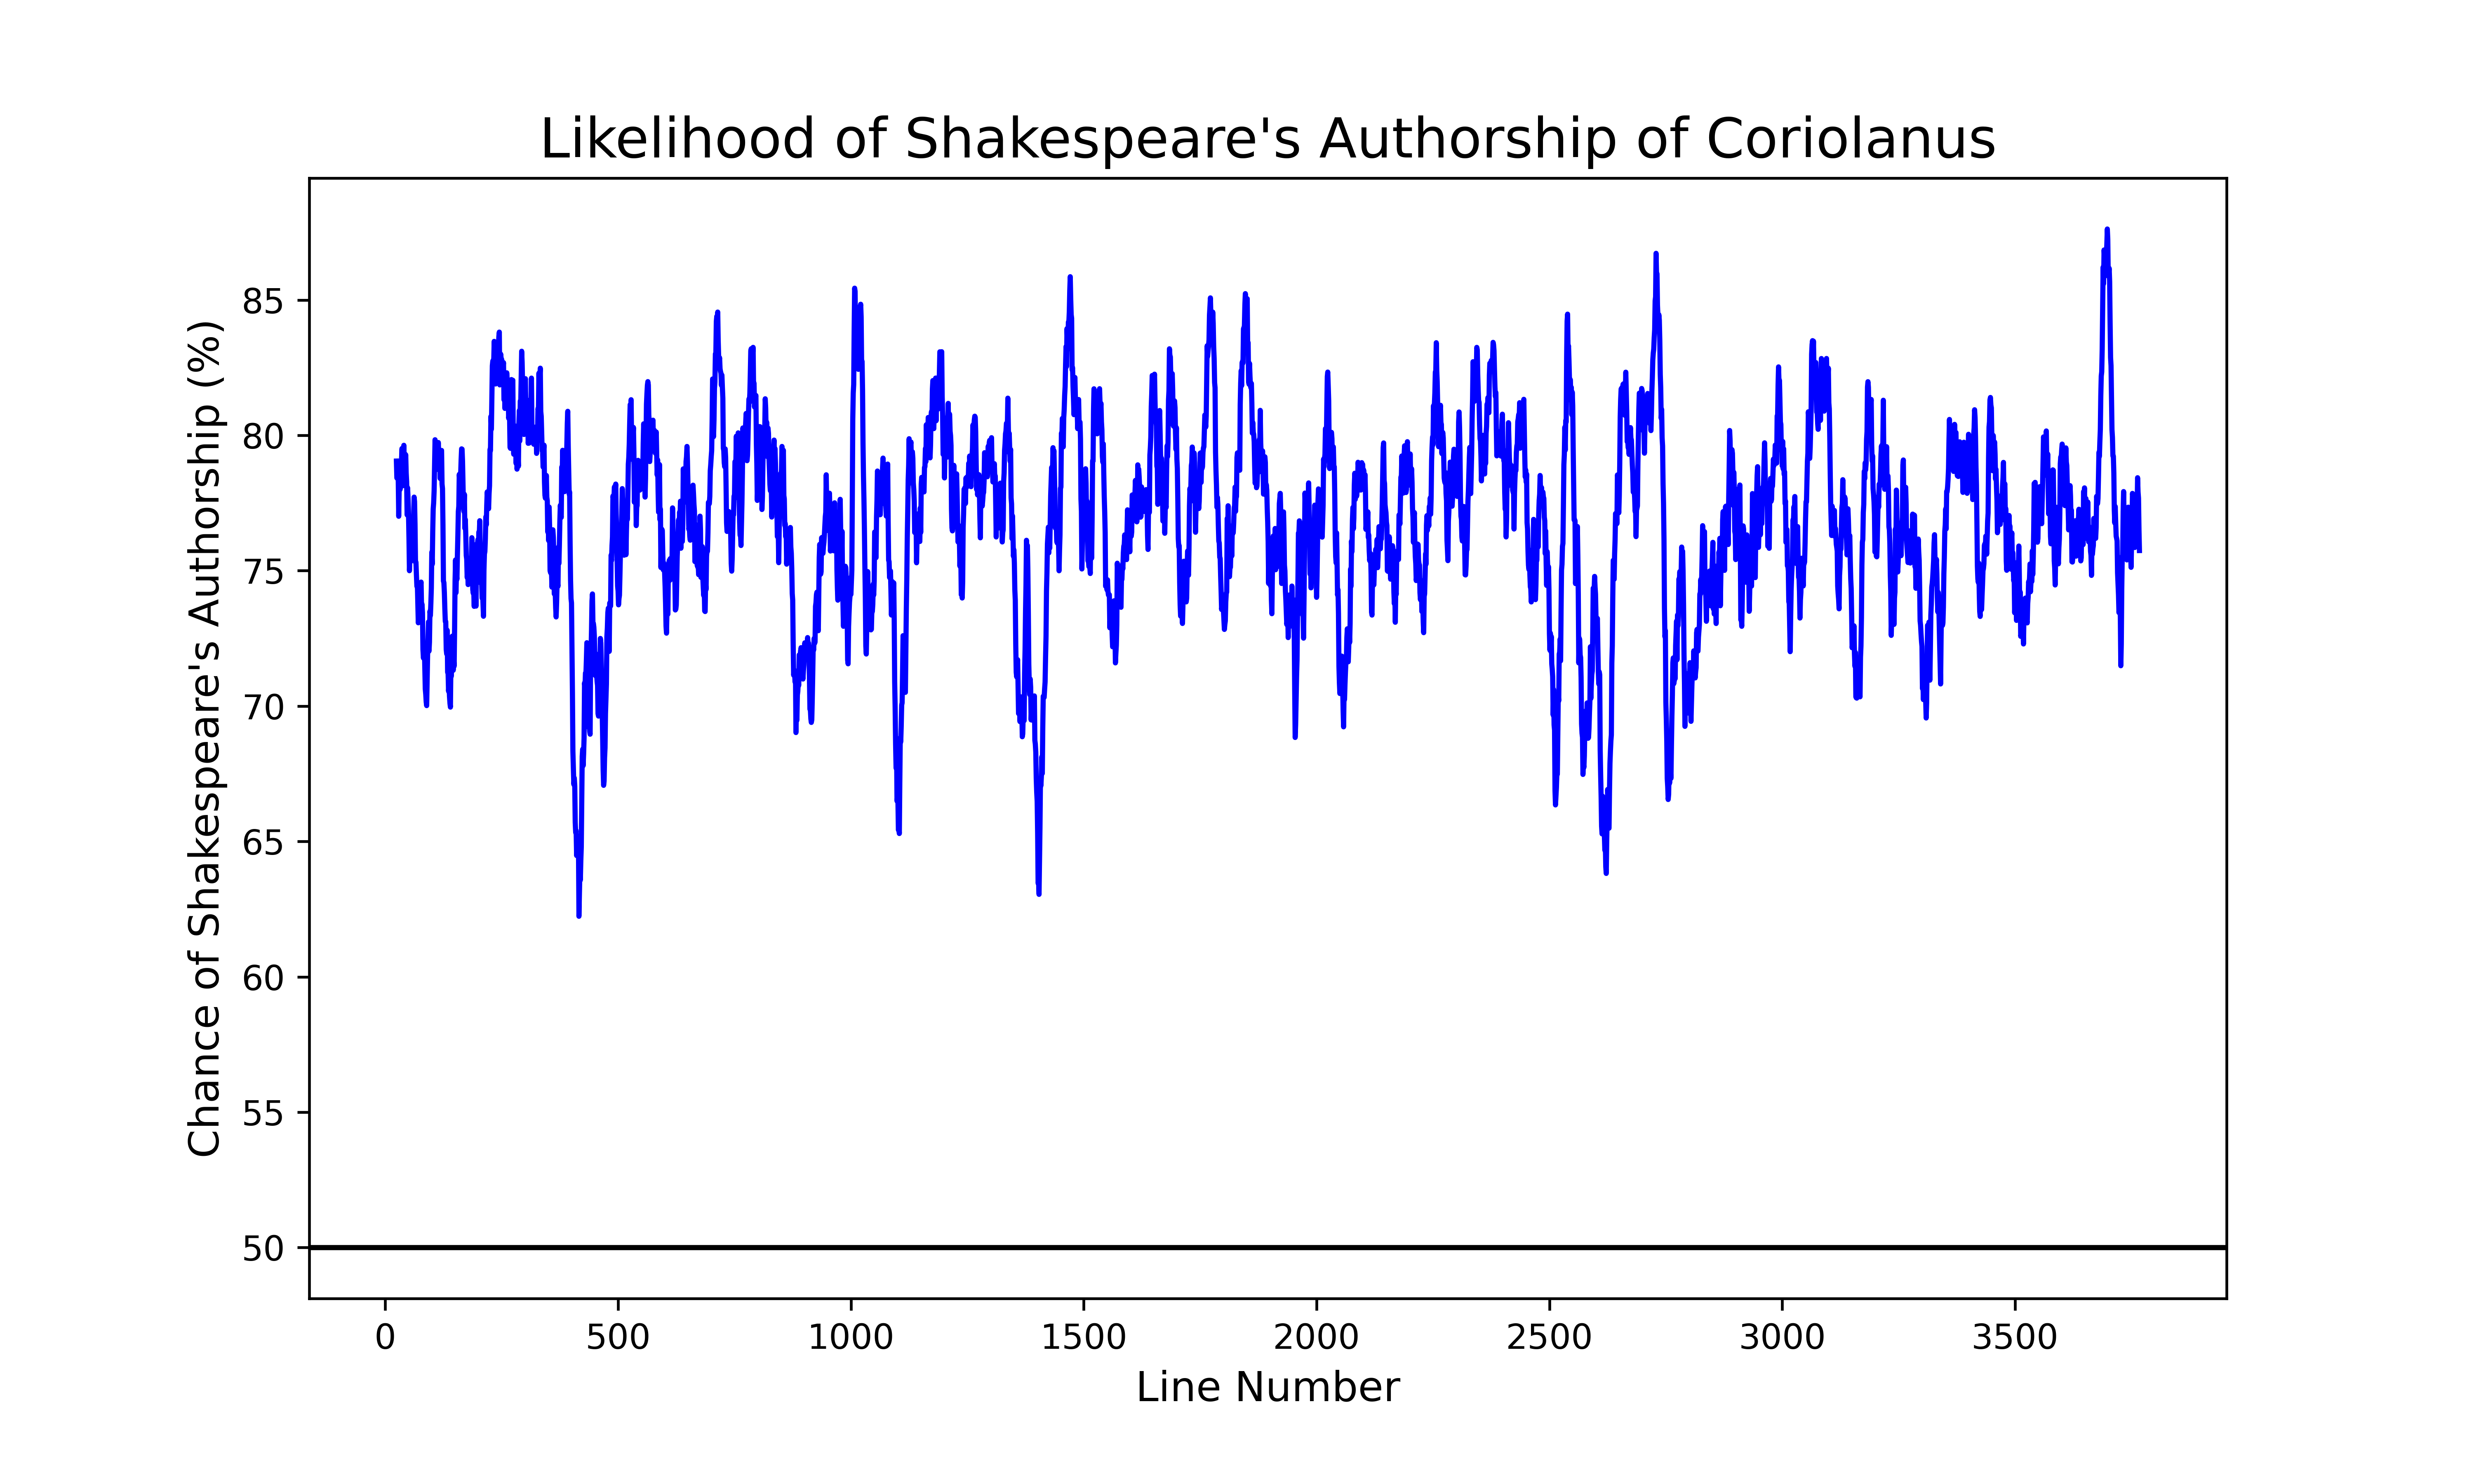 Likelihood of Shakespeare's Authorship of Coriolanus
Chance of Shakespeare's Authorship (%)
85
80
75
70
65
60
55
50
0 500 1000 1500 2000 2500 3000 3500
Line Number